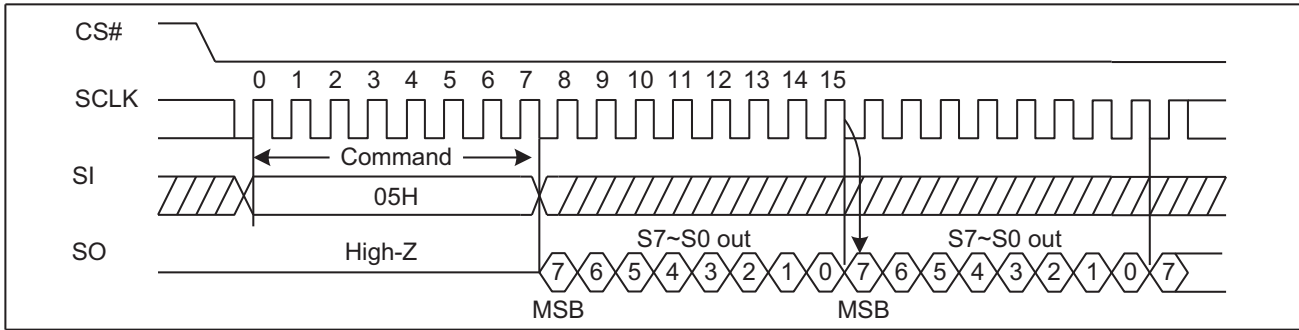 CS#
0 1 2 3 4 5 6 7 8 9 10 11 12 13 14 15
SCLK
Command
SI
05H
SO
High-Z
S7~S0 out S7~S0 out
7 6 5 4 3 2 1 0 7 6 5 4 3 2 1 0 7
MSB MSB